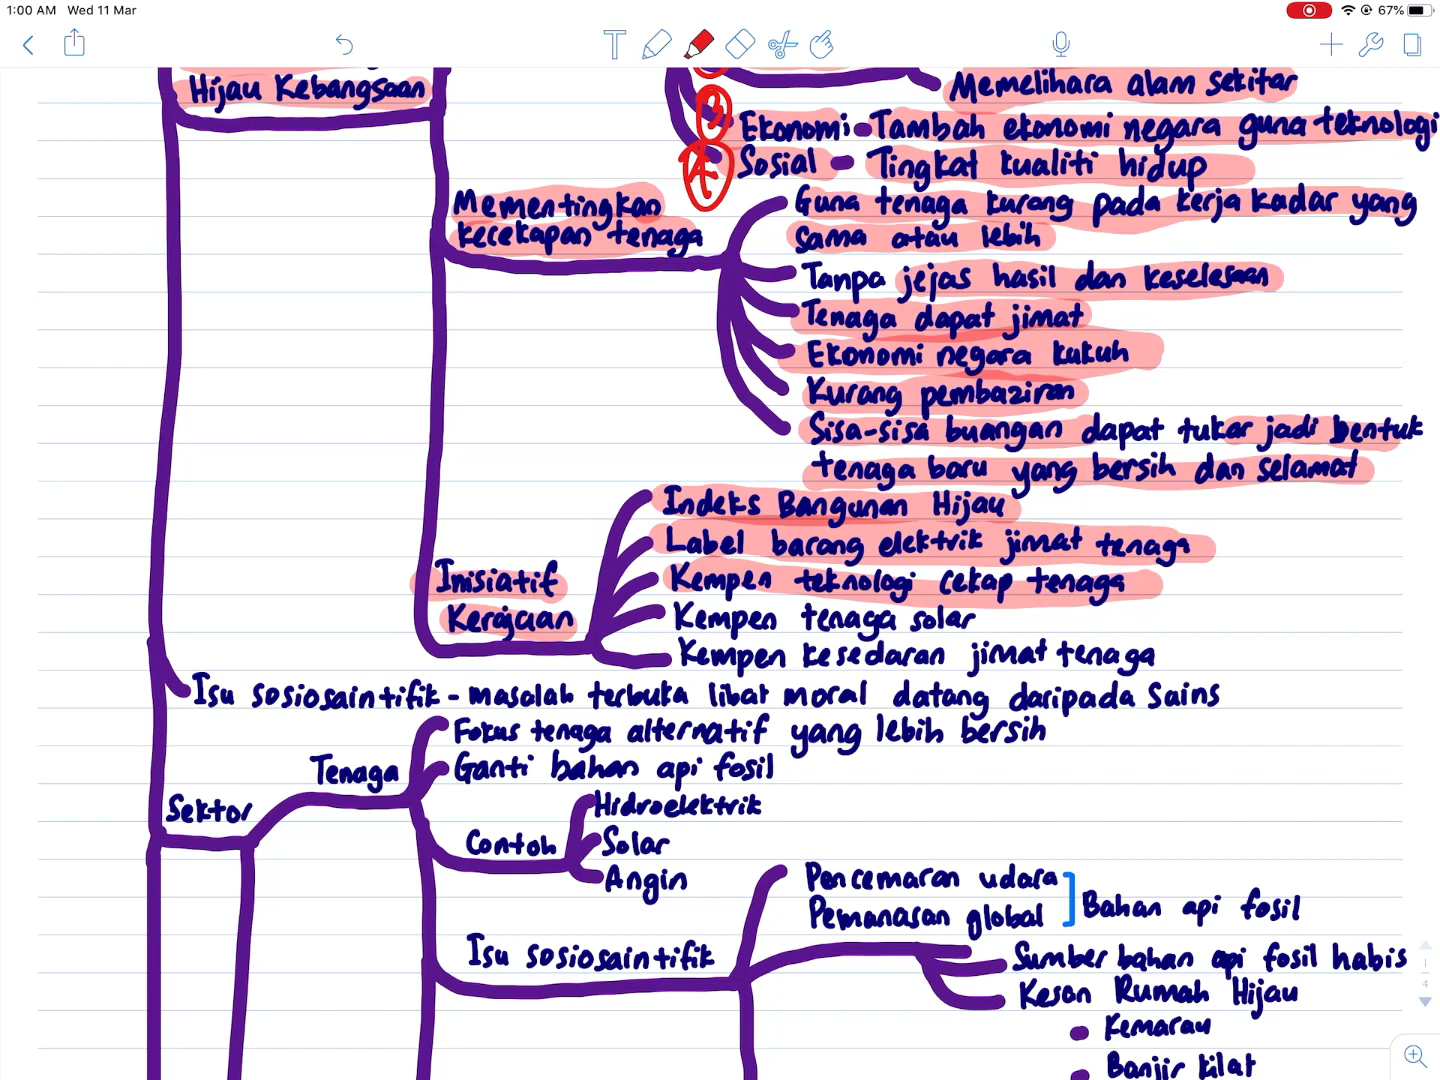 1:00 AM Wed 11 Mar
67%
Hijau Kebangsaan
Memelihara alam sekitar
3
Ekonomi Tambah ekonomi negara guna teknologi
4
Sosial Tingkat kualiti hidup
Mementingkan
kecekapan tenaga
Guna tenaga kurang pada kerja kadar yang
sama atau lebih
Tanpa jejas hasil dan keselesaan
Tenaga dapat jimat
Ekonomi negara kukuh
Kurang pembaziran
Sisa-sisa buangan dapat tukar jadi bentuk
tenaga baru yang bersih dan selamat
Inisiatif
Kerajaan
Indeks Bangunan Hijau
Label barang elektrik jimat tenaga
Kempen teknologi cekap tenaga
Kempen tenaga solar
Kempen kesedaran jimat tenaga
Isu sosiosaintifik - masalah terbuka libat moral datang daripada Sains
Sektor
Tenaga
Fokus tenaga alternatif yang lebih bersih
Ganti bahan api fosil
Contoh
Hidroelektrik
Solar
Angin
Isu sosiosaintifik
Pencemaran udara
Pemanasan global
Bahan api fosil
Sumber bahan api fosil habis
Kesan Rumah Hijau
Kemarau
Banjir kilat